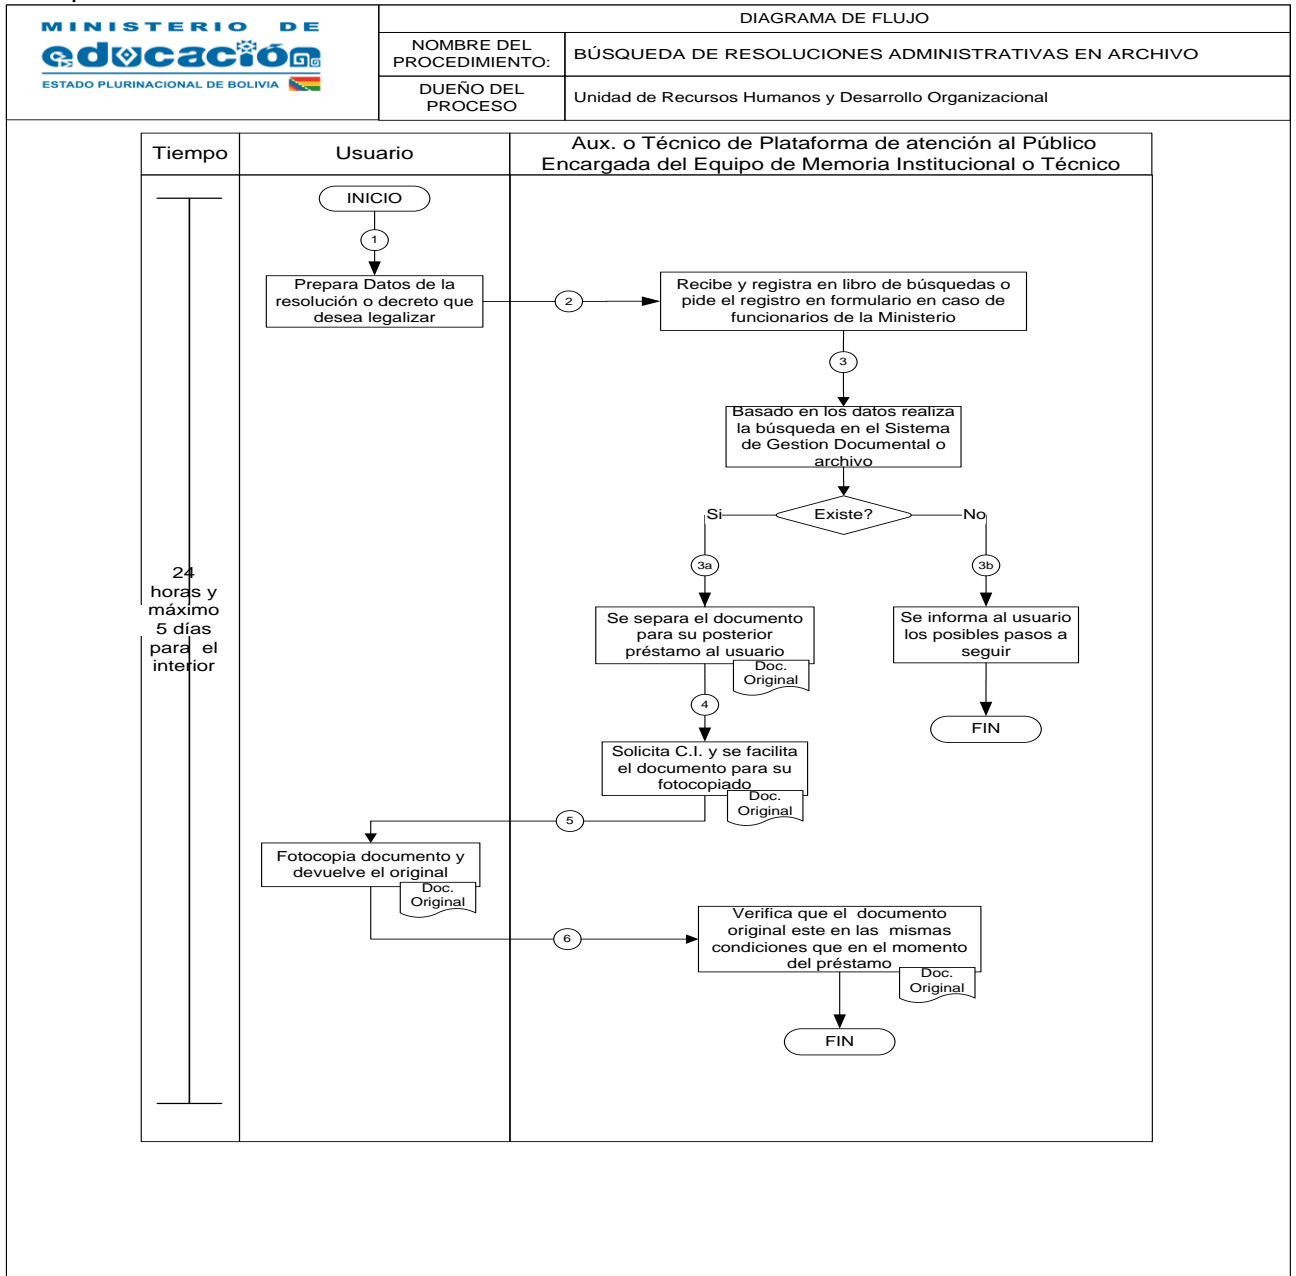 MINISTERIO DE
educación
ESTADO PLURINACIONAL DE BOLIVIA
DIAGRAMA DE FLUJO
NOMBRE DEL
PROCEDIMIENTO:
BÚSQUEDA DE RESOLUCIONES ADMINISTRATIVAS EN ARCHIVO
DUEÑO DEL
PROCESO
Unidad de Recursos Humanos y Desarrollo Organizacional
Tiempo
Usuario
Aux. o Técnico de Plataforma de atención al Público
Encargada del Equipo de Memoria Institucional o Técnico
INICIO
1
Prepara Datos de la
resolución o decreto que
desea legalizar
2
Recibe y registra en libro de búsquedas o
pide el registro en formulario en caso de
funcionarios de la Ministerio
3
Basado en los datos realiza
la búsqueda en el Sistema
de Gestion Documental o
archivo
Existe?
Si
No
3a
3b
24
horas y
máximo
5 días
para el
interior
Se separa el documento
para su posterior
préstamo al usuario
Doc.
Original
Se informa al usuario
los posibles pasos a
seguir
4
FIN
Solicita C.I. y se facilita
el documento para su
fotocopiado
Doc.
Original
5
Fotocopia documento y
devuelve el original
Doc.
Original
6
Verifica que el documento
original este en las mismas
condiciones que en el momento
del préstamo
Doc.
Original
FIN